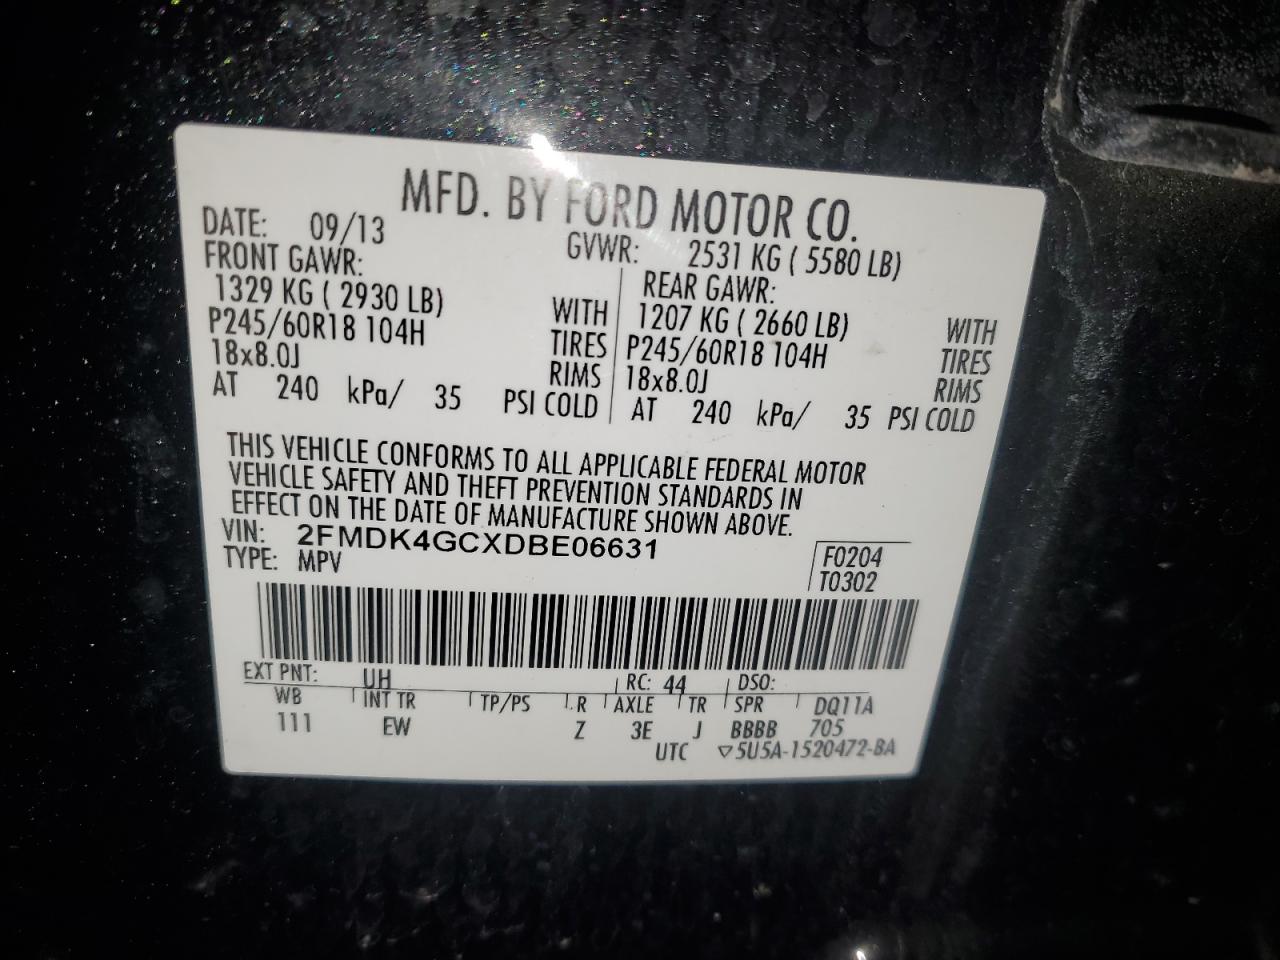 MFD. BY FORD MOTOR CO.
DATE: 09/13 GVWR: 2531 KG ( 5580 LB)
FRONT GAWR: REAR GAWR:
1329 KG ( 2930 LB) WITH 1207 KG ( 2660 LB) WITH
P245/60R18 104H TIRES P245/60R18 104H TIRES
18x8.0J RIMS 18x8.0J RIMS
AT 240 kPa/ 35 PSI COLD AT 240 kPa/ 35 PSI COLD
THIS VEHICLE CONFORMS TO ALL APPLICABLE FEDERAL MOTOR
VEHICLE SAFETY AND THEFT PREVENTION STANDARDS IN
EFFECT ON THE DATE OF MANUFACTURE SHOWN ABOVE.
VIN: 2FMDK4GCXDBE06631 F0204
TYPE: MPV T0302
EXT PNT: UH RC: 44 DSO:
WB INT TR TP/PS R AXLE TR SPR DQ11A
111 EW Z 3E J BBBB 705
UTC ▽5U5A-1520472-BA